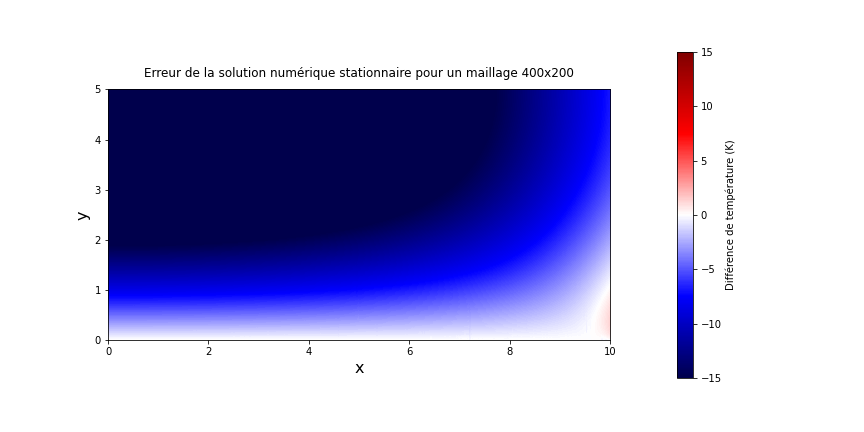 Erreur de la solution numérique stationnaire pour un maillage 400x200
5
4
3
2
1
0
y
0 2 4 6 8 10
x
15
10
5
0
−5
−10
−15
Différence de température (K)